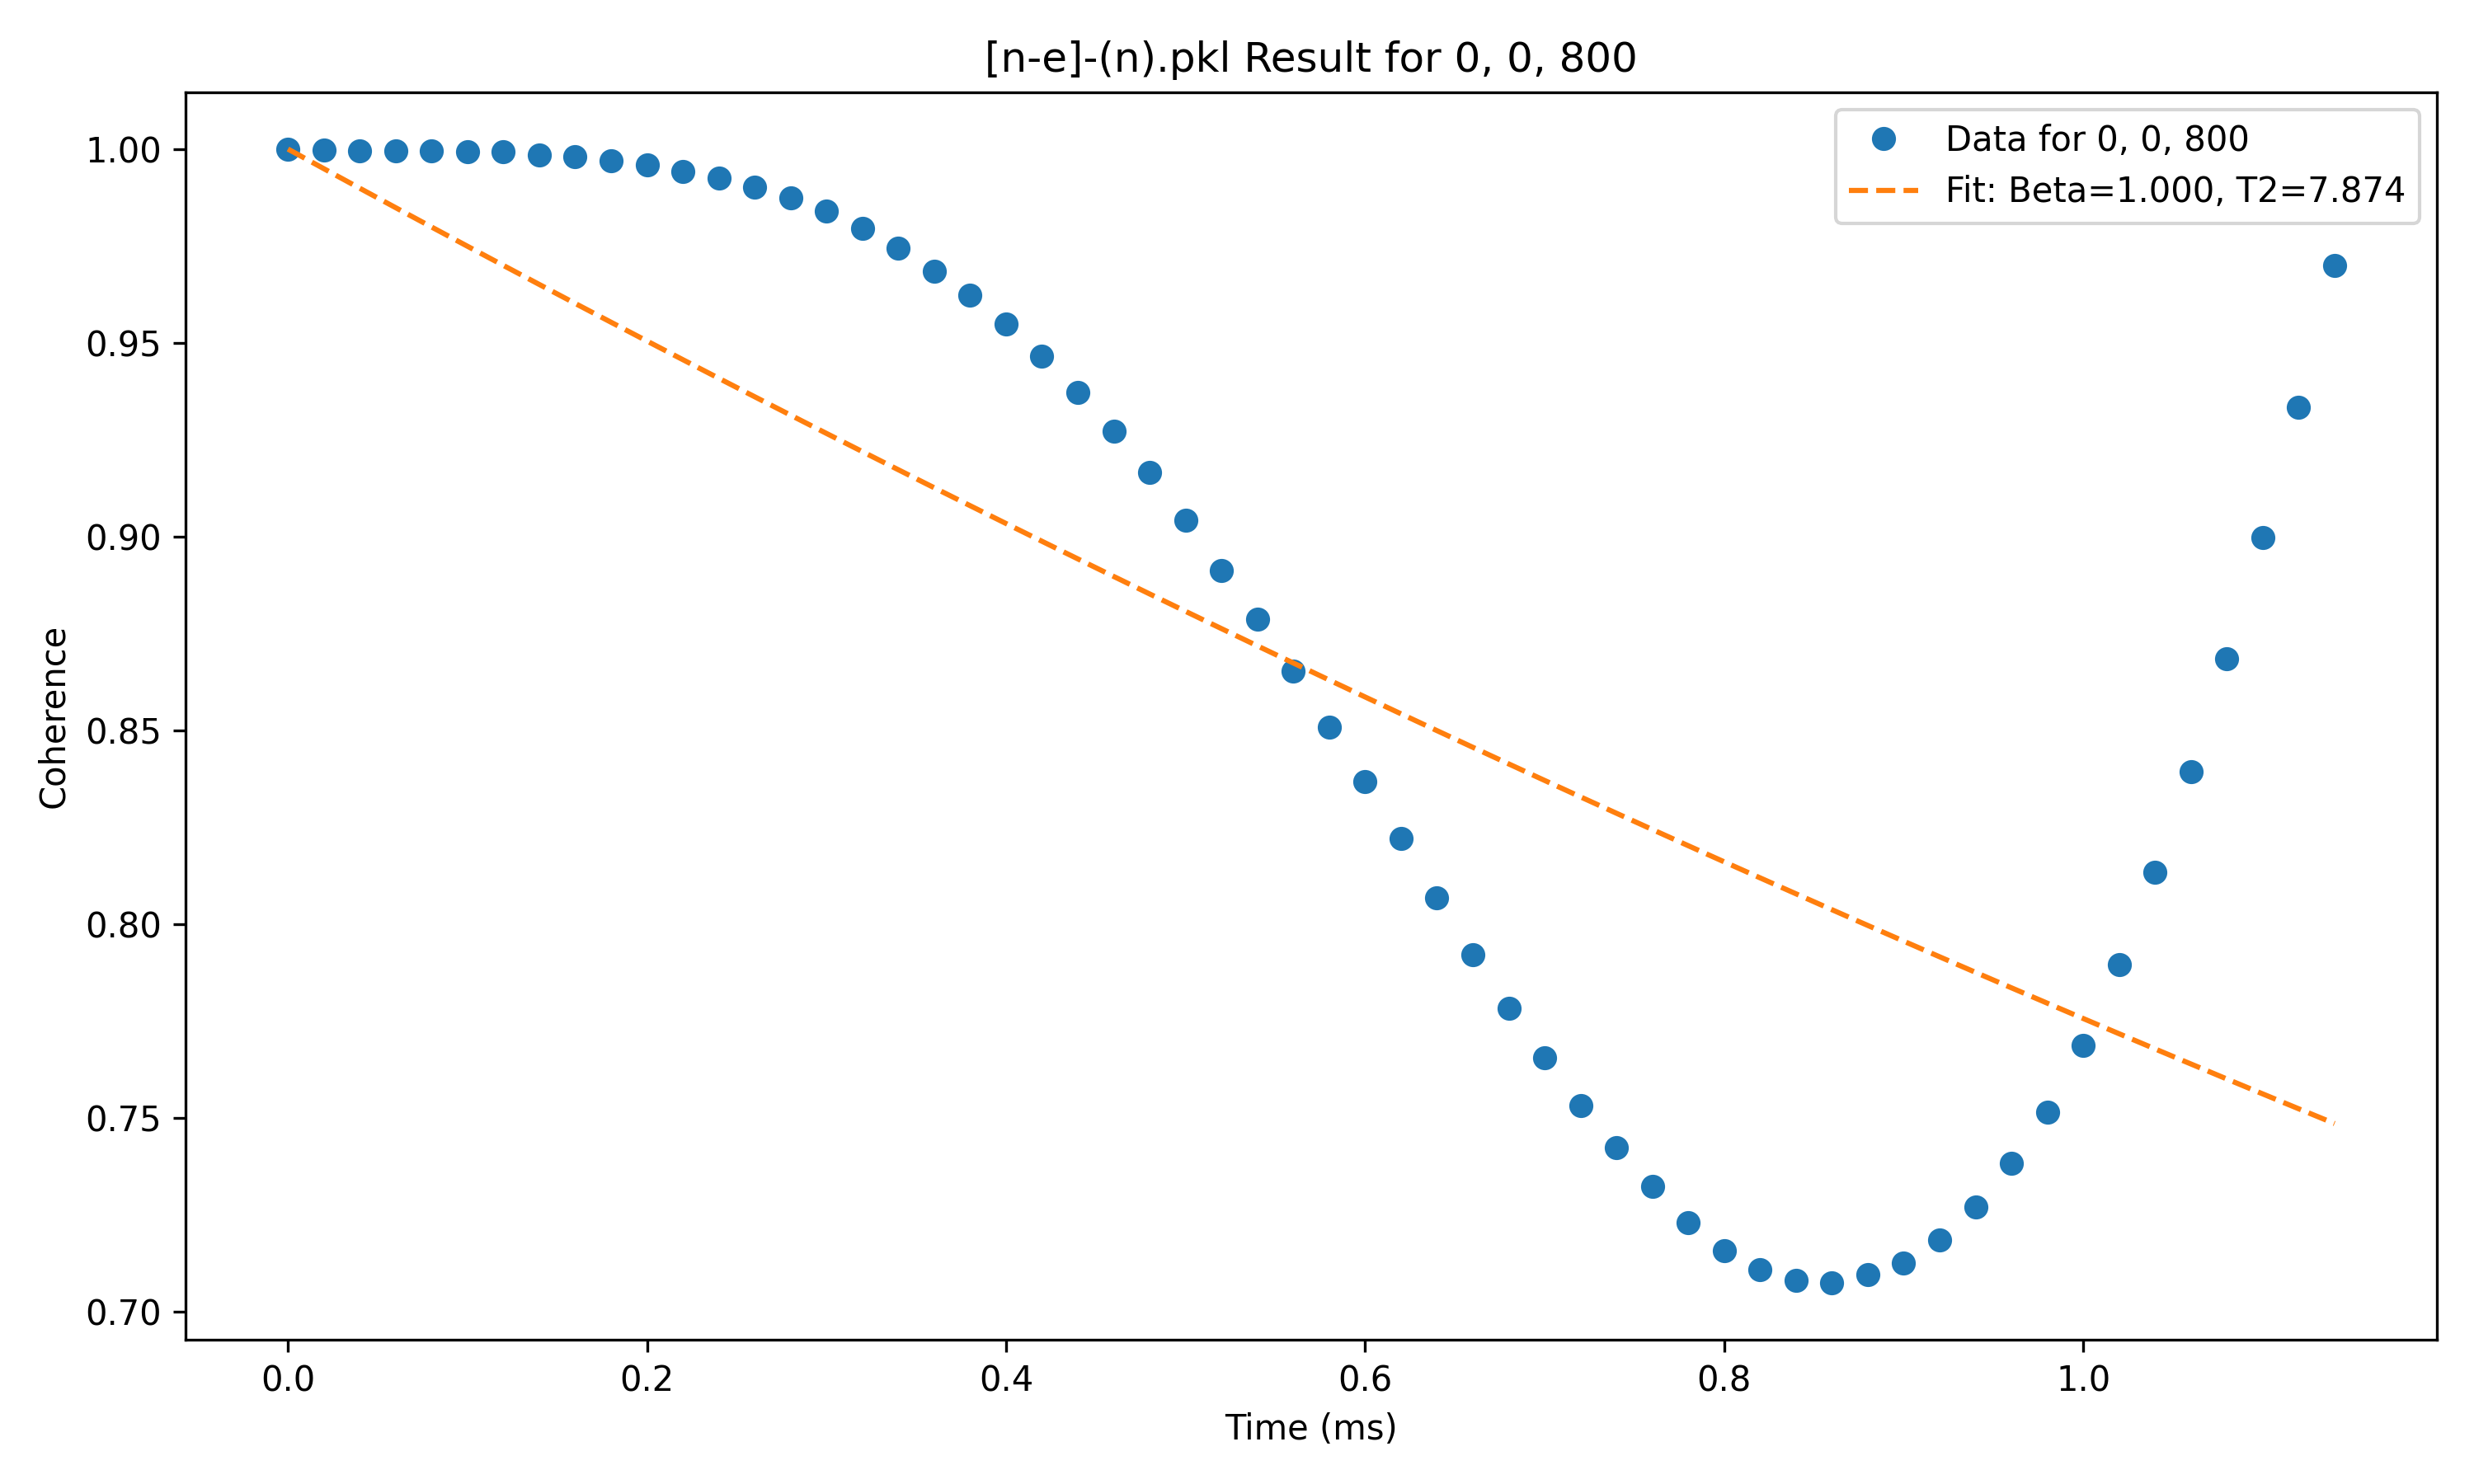 [n-e]-(n).pkl Result for 0, 0, 800
Data for 0, 0, 800
Fit: Beta=1.000, T2=7.874
Coherence
1.00
0.95
0.90
0.85
0.80
0.75
0.70
0.0 0.2 0.4 0.6 0.8 1.0
Time (ms)